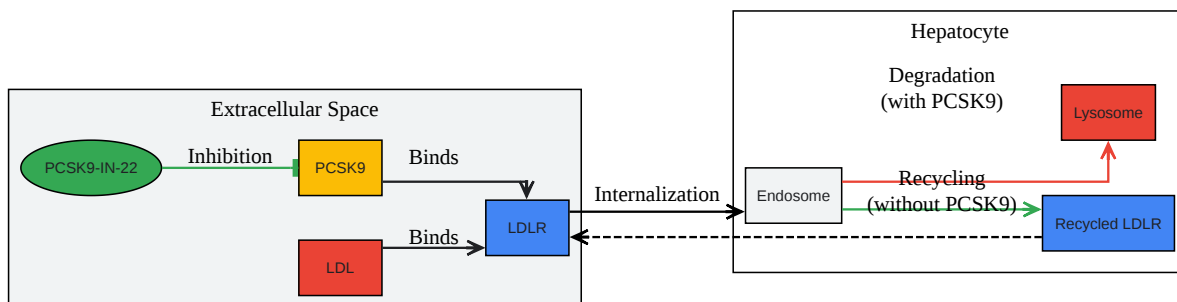 Hepatocyte
Degradation
(with PCSK9)
Lysosome
Extracellular Space
PCSK9-IN-22
Inhibition
PCSK9
Binds
Internalization
Endosome
Recycling
(without PCSK9)
LDLR
Recycled LDLR
Binds
LDL